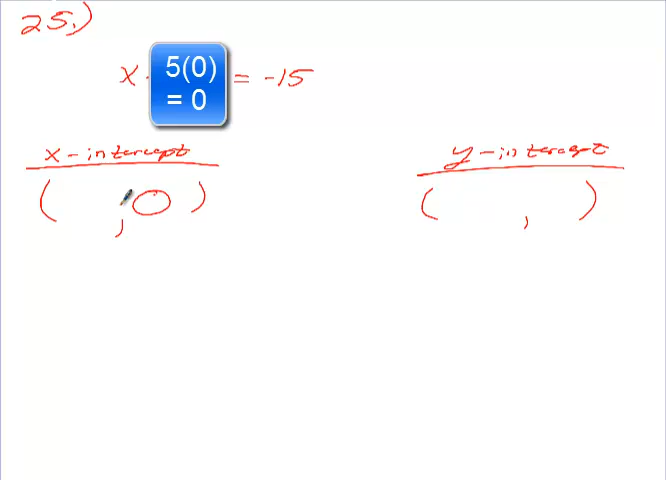 25.)
x - 5(0) = -15
= 0
x-intercept y-intercept
( , 0 ) ( , )